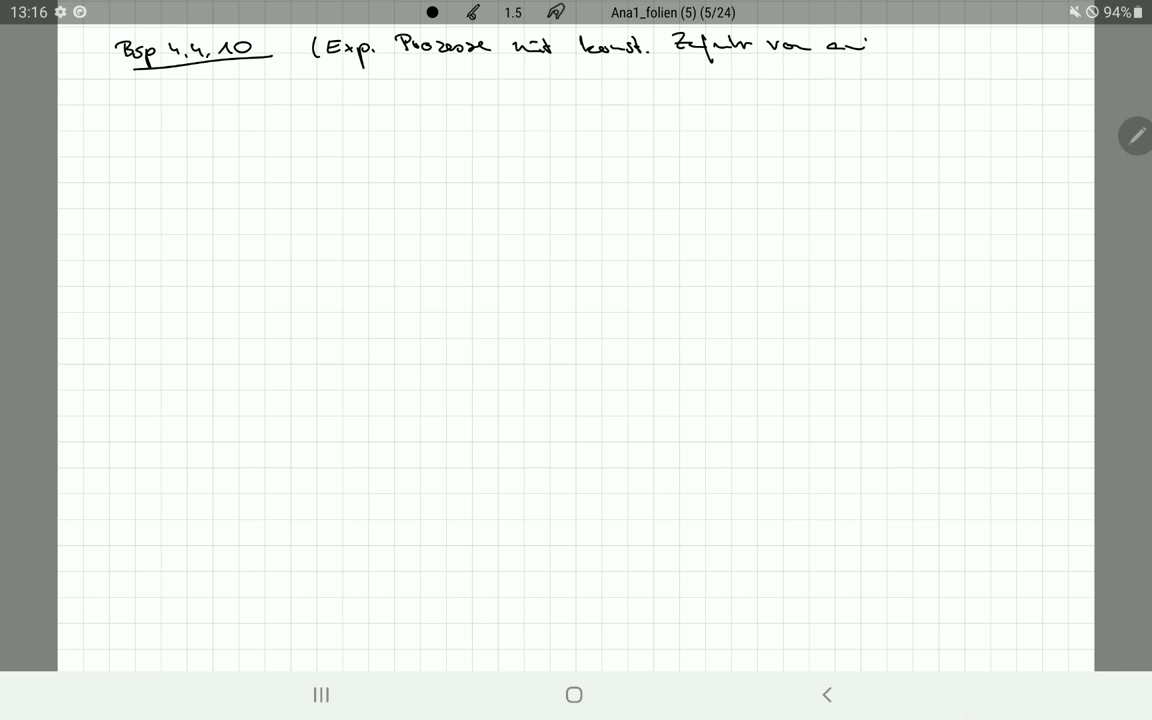 13:16 1.5 Ana1_folien (5) (5/24) 94%
Bsp 4.4.10 (Exp. Prozesse mit konst. Zufuhr von